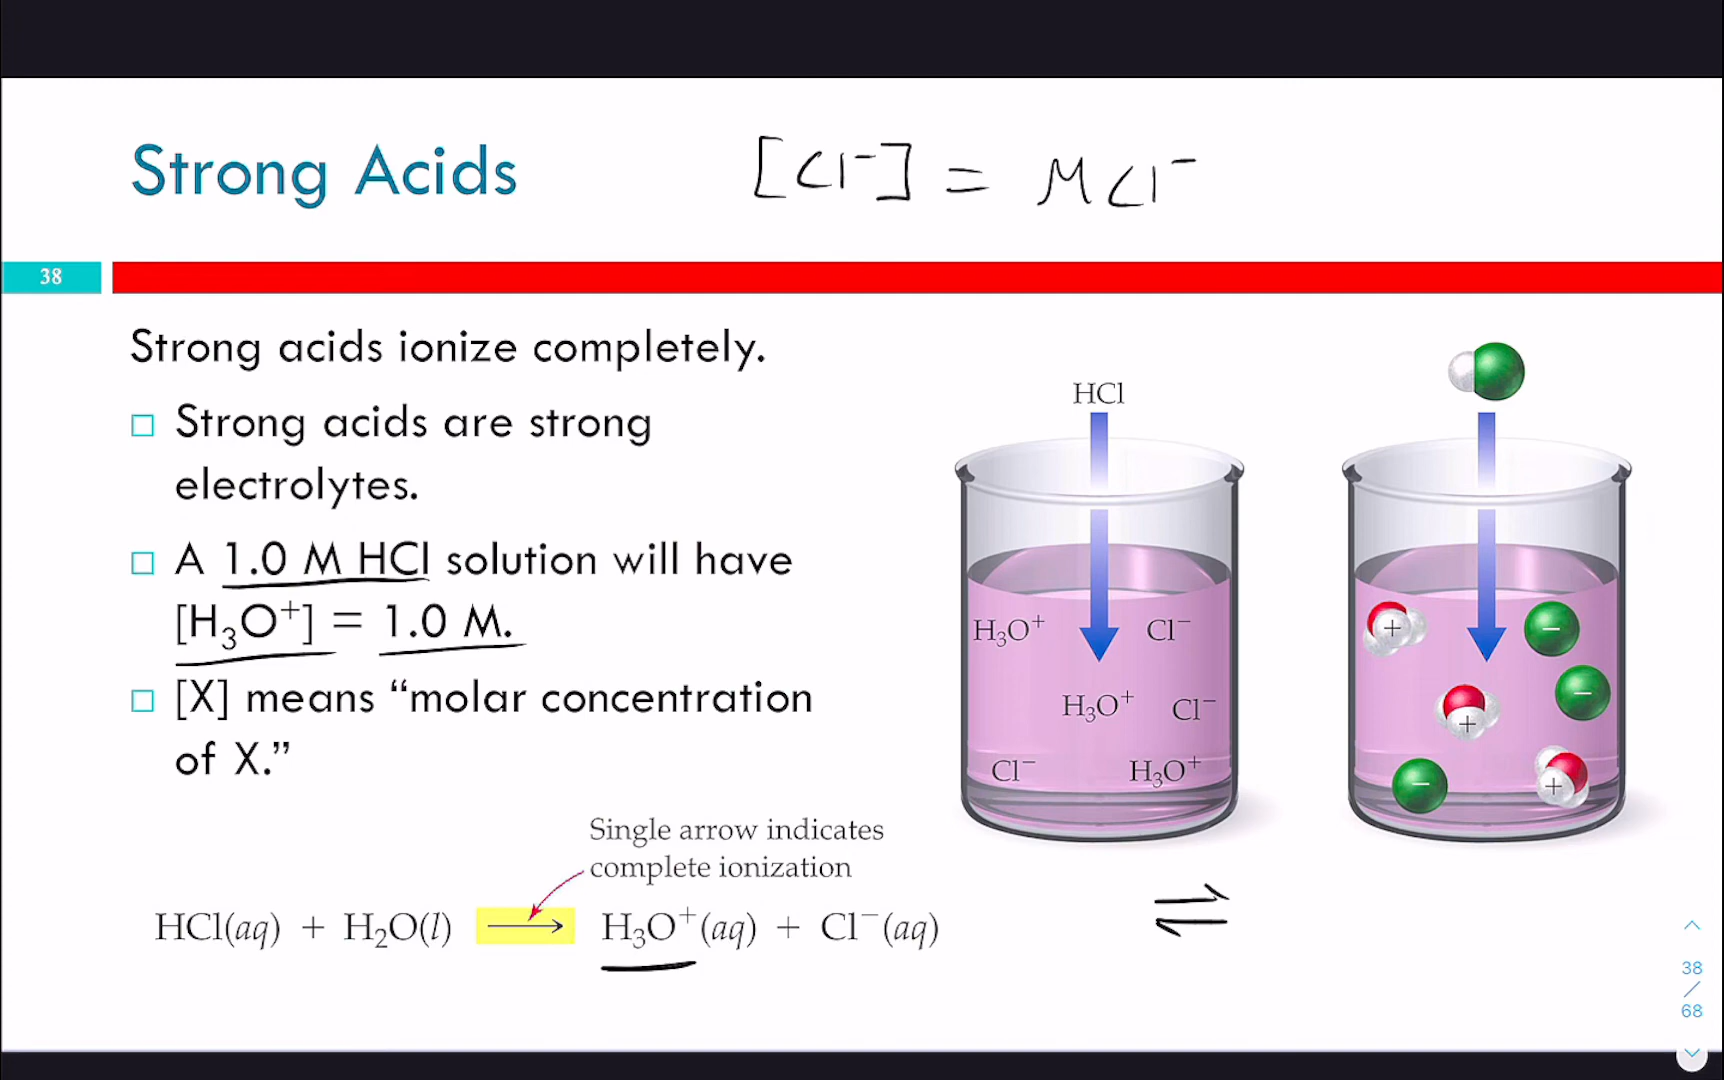 Strong Acids
[Cl⁻] = MCl⁻
38
Strong acids ionize completely.
Strong acids are strong
electrolytes.
A 1.0 M HCl solution will have
[H₃O⁺] = 1.0 M.
[X] means “molar concentration
of X.”
HCl
H₃O⁺ Cl⁻
H₃O⁺ Cl⁻
Cl⁻ H₃O⁺
+ −
−
+
− +
Single arrow indicates
complete ionization
HCl(aq) + H₂O(l) → H₃O⁺(aq) + Cl⁻(aq)
⇌
38
/
68